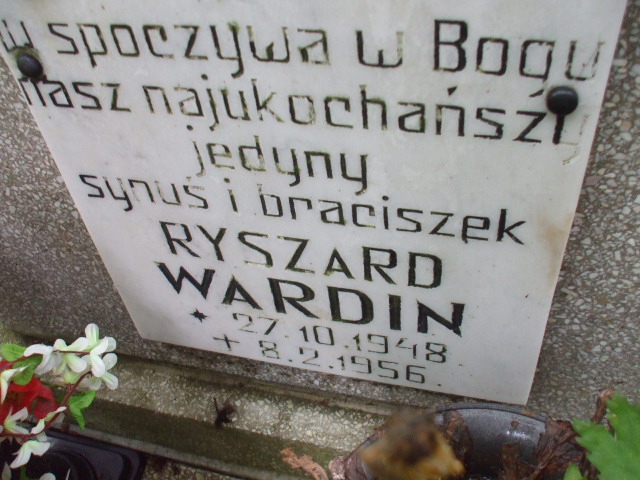 w spoczywa w Bogu
nasz najukochańszy
jedyny
synuś i braciszek
RYSZARD
WARDIN
* 27.10.1948.
+ 8.2.1956.